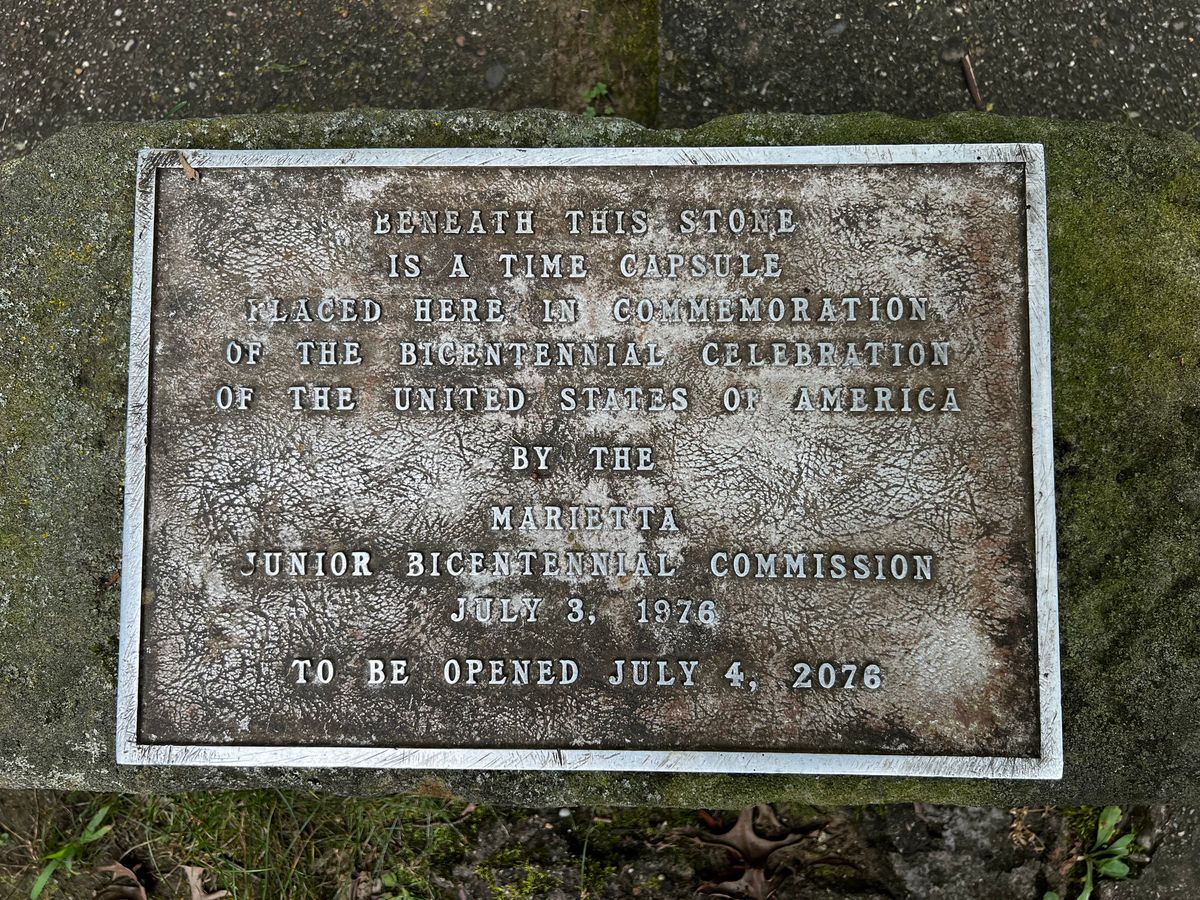 BENEATH THIS STONE
IS A TIME CAPSULE
PLACED HERE IN COMMEMORATION
OF THE BICENTENNIAL CELEBRATION
OF THE UNITED STATES OF AMERICA
BY THE
MARIETTA
JUNIOR BICENTENNIAL COMMISSION
JULY 3, 1976
TO BE OPENED JULY 4, 2076